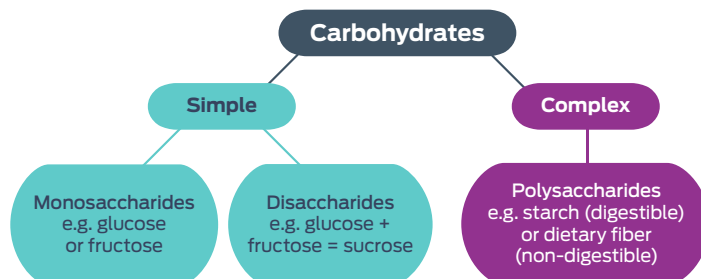 Carbohydrates
Simple
Complex
Monosaccharides
e.g. glucose
or fructose
Disaccharides
e.g. glucose +
fructose = sucrose
Polysaccharides
e.g. starch (digestible)
or dietary fiber
(non-digestible)